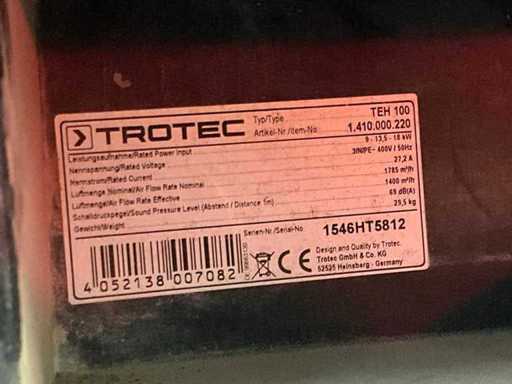 TROTEC
Typ/Type TEH 100
Artikel-Nr./Item-No. 1.410.000.220
Leistungsaufnahme/Rated Power Input 9 - 13,5 - 18 kW
Nennspannung/Rated Voltage 3/N/PE~ 400V / 50Hz
Nennstrom/Rated Current 27,2 A
Luftmenge Nominal/Air Flow Rate Nominal 1785 m³/h
Luftmenge/Air Flow Rate Effective 1400 m³/h
Schalldruckpegel/Sound Pressure Level (Abstand / Distance 1m) 69 dB(A)
Gewicht/Weight 29,5 kg
Serien-Nr./Serial-No. 1546HT5812
4 052138 007082
CE
Design and Quality by Trotec.
Trotec GmbH & Co. KG
52525 Heinsberg - Germany